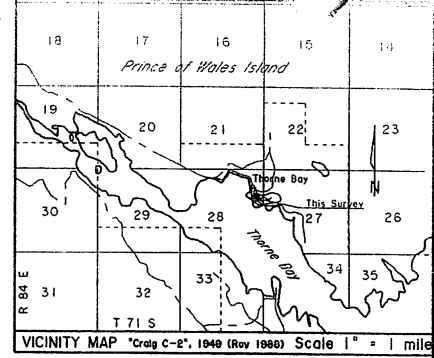 18 17 16 15 14
Prince of Wales Island
19 20 21 22 23
Thorne Bay
This Survey
N
30 29 28 27 26
Thorne Bay
R 84 E
31 32 33 34 35
T 71 S
VICINITY MAP "Craig C-2", 1949 (Rev 1988) Scale 1" = 1 mile